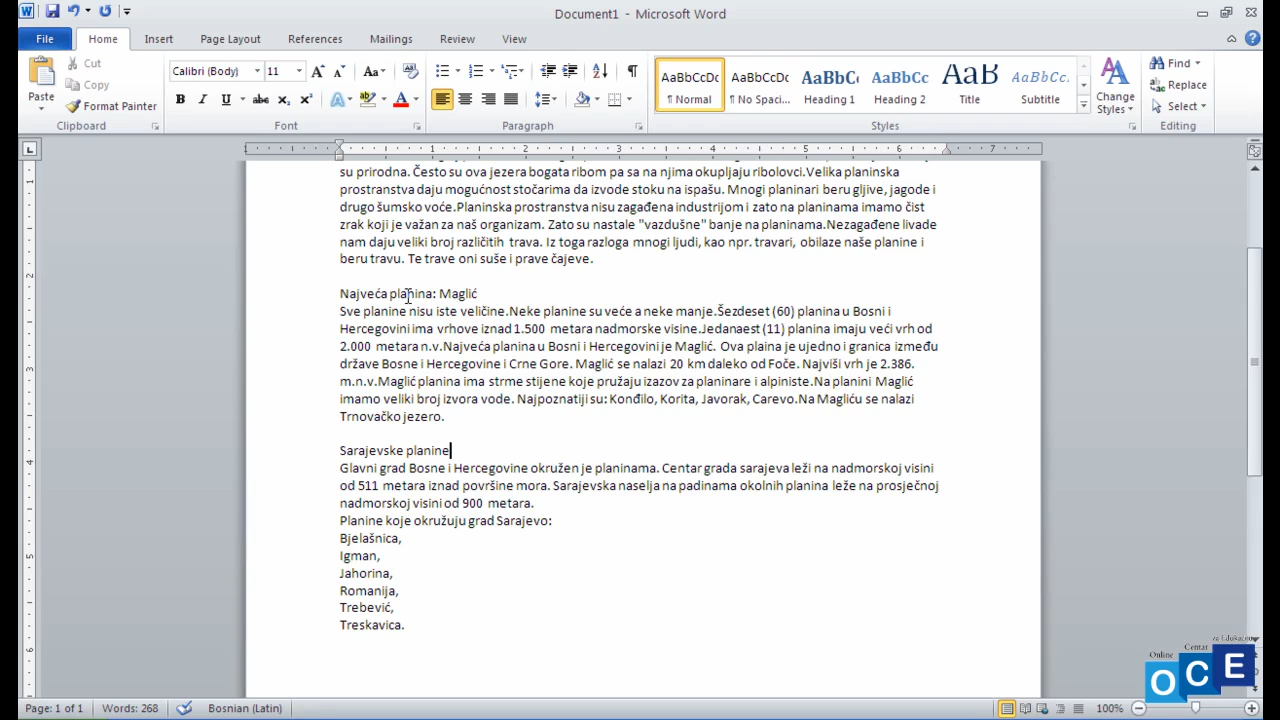 Document1 - Microsoft Word
File Home Insert Page Layout References Mailings Review View
Paste Cut Copy Format Painter
Calibri (Body) 11
AaBbCcDc AaBbCcDc AaBbC AaBbCc AaB AaBbCc.
¶ Normal ¶ No Spaci... Heading 1 Heading 2 Title Subtitle
Change Styles
Find Replace Select
Clipboard Font Paragraph Styles Editing
1 2 3 4 5 6 7
su prirodna. Često su ova jezera bogata ribom pa sa na njima okupljaju ribolovci.Velika planinska
prostranstva daju mogućnost stočarima da izvode stoku na ispašu. Mnogi planinari beru gljive, jagode i
drugo šumsko voće.Planinska prostranstva nisu zagađena industrijom i zato na planinama imamo čist
zrak koji je važan za naš organizam. Zato su nastale "vazdušne" banje na planinama.Nezagađene livade
nam daju veliki broj različitih trava. Iz toga razloga mnogi ljudi, kao npr. travari, obilaze naše planine i
beru travu. Te trave oni suše i prave čajeve.
Najveća planina: Maglić
Sve planine nisu iste veličine.Neke planine su veće a neke manje.Šezdeset (60) planina u Bosni i
Hercegovini ima vrhove iznad 1.500 metara nadmorske visine.Jedanaest (11) planina imaju veći vrh od
2.000 metara n.v.Najveća planina u Bosni i Hercegovini je Maglić. Ova plaina je ujedno i granica između
države Bosne i Hercegovine i Crne Gore. Maglić se nalazi 20 km daleko od Foče. Najviši vrh je 2.386.
m.n.v.Maglić planina ima strme stijene koje pružaju izazov za planinare i alpiniste.Na planini Maglić
imamo veliki broj izvora vode. Najpoznatiji su: Konđilo, Korita, Javorak, Carevo.Na Magliću se nalazi
Trnovačko jezero.
Sarajevske planine
Glavni grad Bosne i Hercegovine okružen je planinama. Centar grada sarajeva leži na nadmorskoj visini
od 511 metara iznad površine mora. Sarajevska naselja na padinama okolnih planina leže na prosječnoj
nadmorskoj visini od 900 metara.
Planine koje okružuju grad Sarajevo:
Bjelašnica,
Igman,
Jahorina,
Romanija,
Trebević,
Treskavica.
Online Centar za Edukaciju
OCE
Page: 1 of 1 Words: 268 Bosnian (Latin) 100%